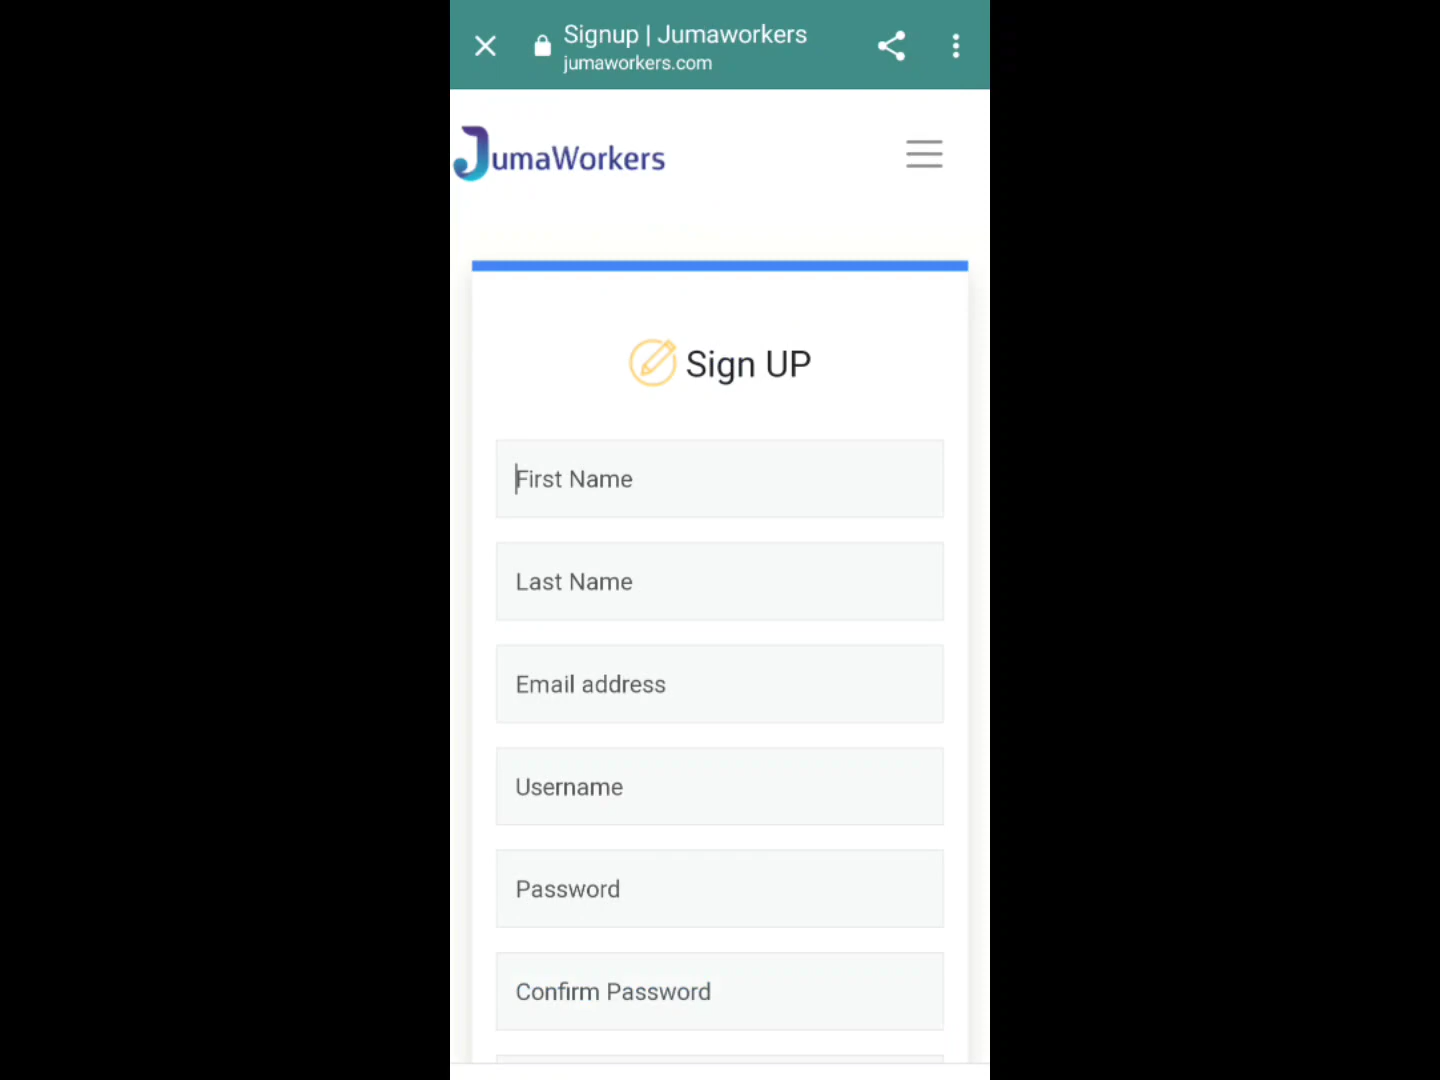 Signup | Jumaworkers
jumaworkers.com
JumaWorkers
Sign UP
First Name
Last Name
Email address
Username
Password
Confirm Password